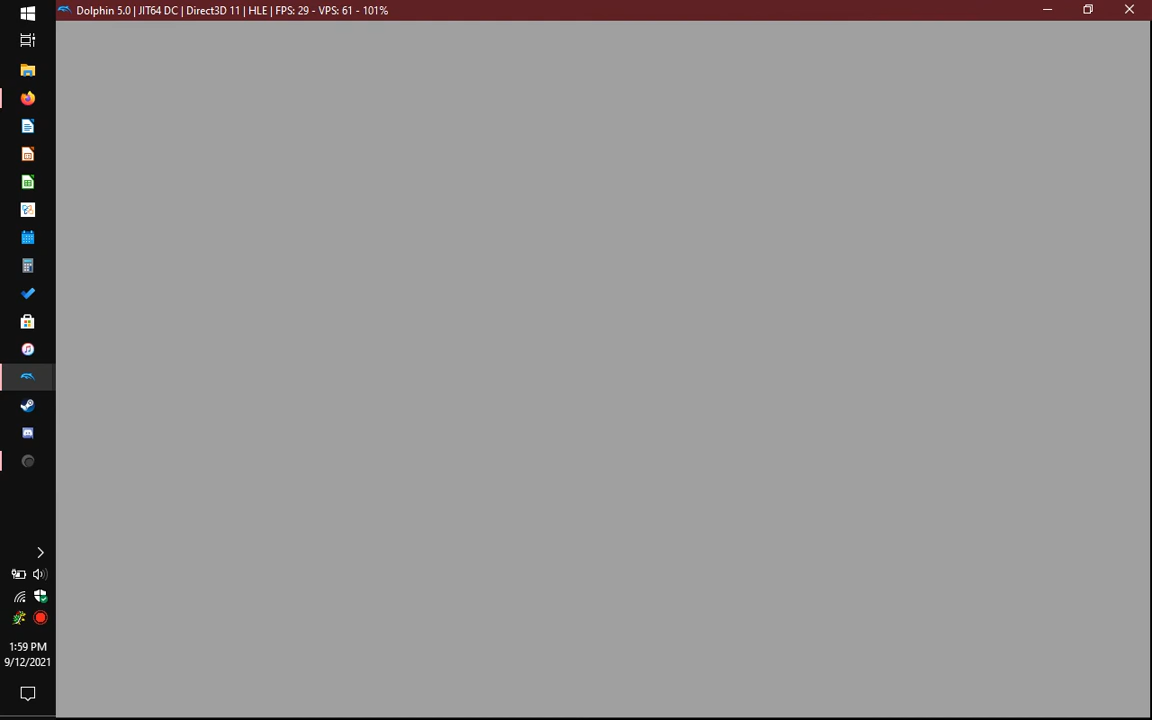 Dolphin 5.0 | JIT64 DC | Direct3D 11 | HLE | FPS: 29 - VPS: 61 - 101%
1:59 PM
9/12/2021